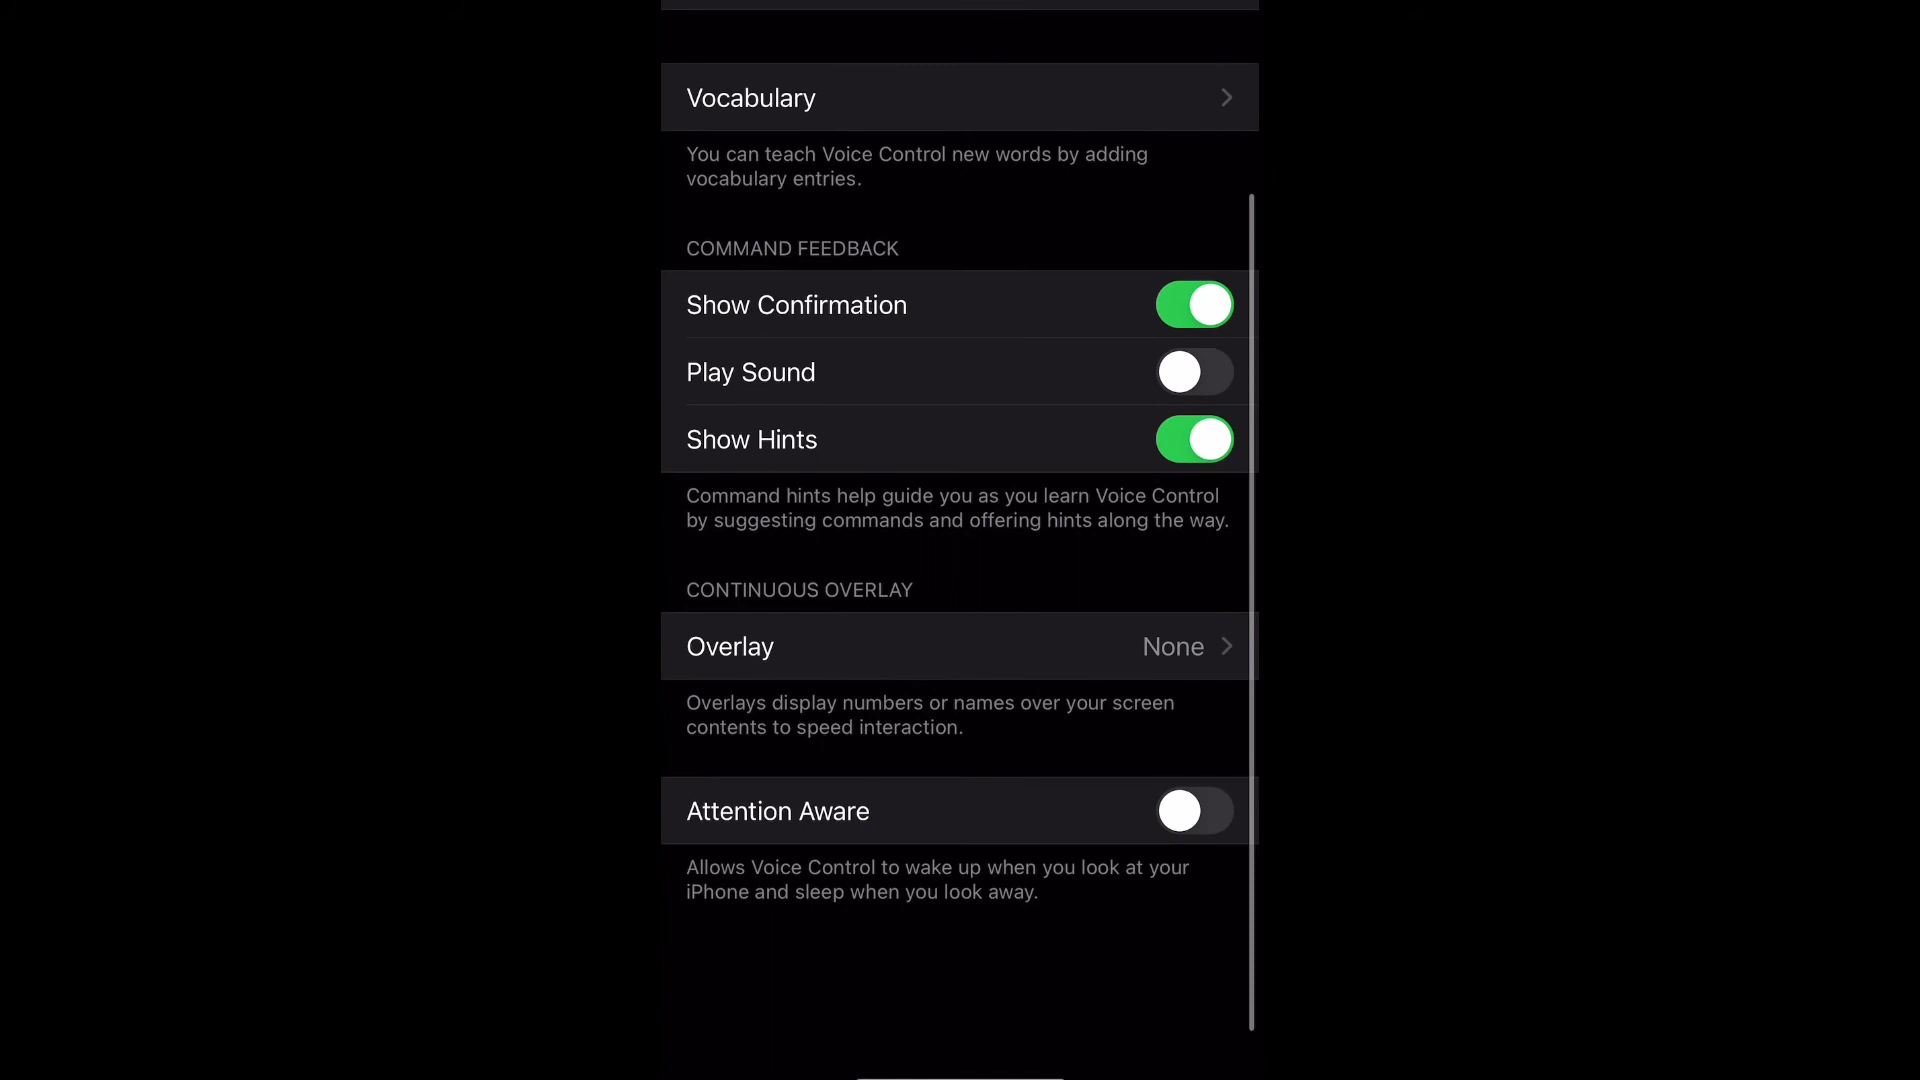 Vocabulary
You can teach Voice Control new words by adding
vocabulary entries.
COMMAND FEEDBACK
Show Confirmation
Play Sound
Show Hints
Command hints help guide you as you learn Voice Control
by suggesting commands and offering hints along the way.
CONTINUOUS OVERLAY
Overlay None
Overlays display numbers or names over your screen
contents to speed interaction.
Attention Aware
Allows Voice Control to wake up when you look at your
iPhone and sleep when you look away.